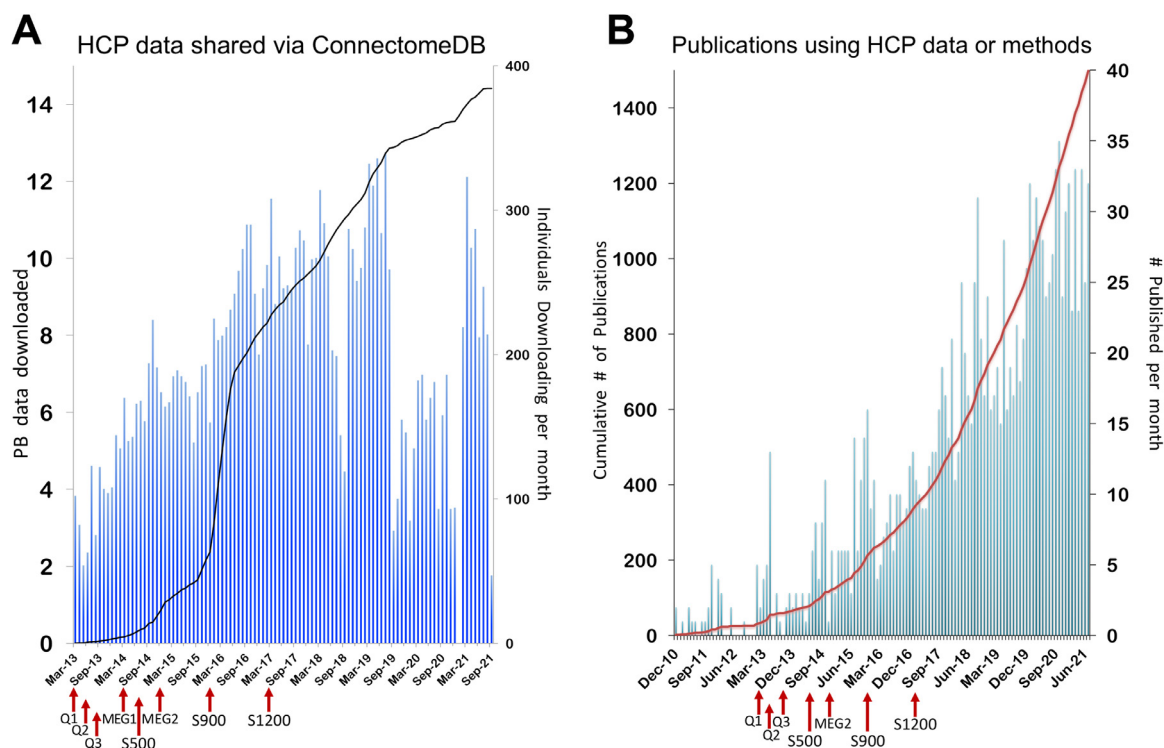 A
HCP data shared via ConnectomeDB
PB data downloaded
14
12
10
8
6
4
2
0
400
300
200
100
0
Individuals Downloading per month
Mar-13
Sep-13
Mar-14
Sep-14
Mar-15
Sep-15
Mar-16
Sep-16
Mar-17
Sep-17
Mar-18
Sep-18
Mar-19
Sep-19
Mar-20
Sep-20
Mar-21
Sep-21
Q1
Q2
Q3
MEG1
S500
MEG2
S900
S1200
B
Publications using HCP data or methods
Cumulative # of Publications
1400
1200
1000
800
600
400
200
0
40
35
30
25
20
15
10
5
0
# Published per month
Dec-10
Sep-11
Jun-12
Mar-13
Dec-13
Sep-14
Jun-15
Mar-16
Dec-16
Sep-17
Jun-18
Mar-19
Dec-19
Sep-20
Jun-21
Q1
Q2
Q3
S500
MEG2
S900
S1200